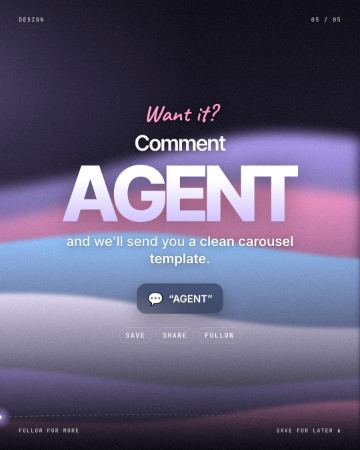 DESIGN
05 / 05
Want it?
Comment
AGENT
and we'll send you a clean carousel
template.
💬 “AGENT”
SAVE SHARE FOLLOW
FOLLOW FOR MORE
SAVE FOR LATER